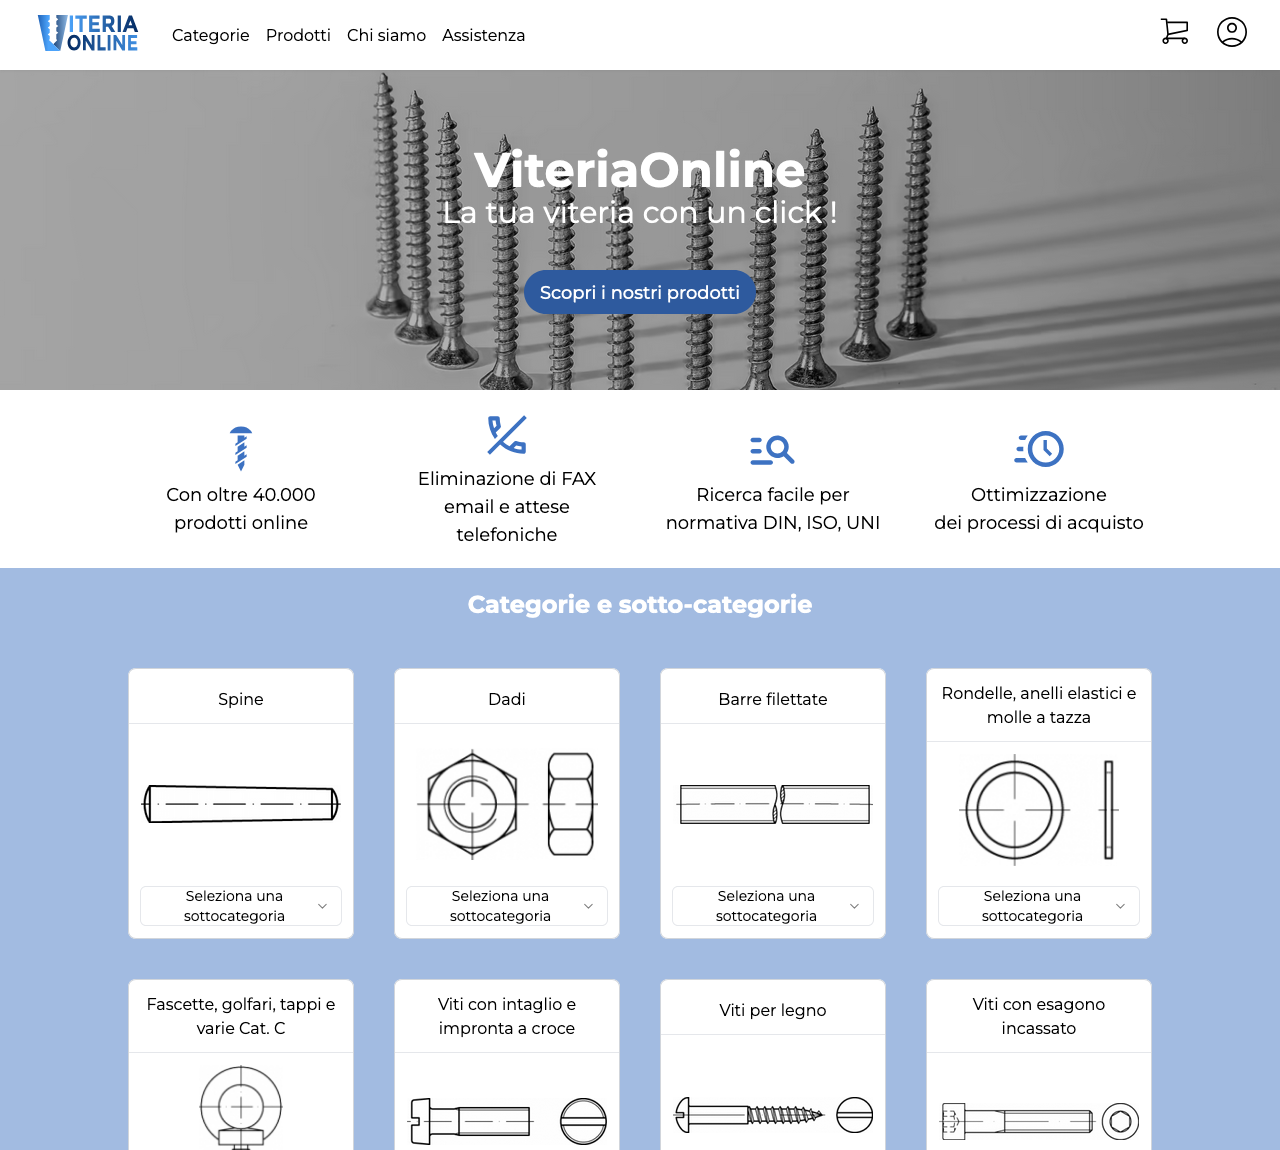 VITERIA
ONLINE
Categorie Prodotti Chi siamo Assistenza
ViteriaOnline
La tua viteria con un click !
Scopri i nostri prodotti
Con oltre 40.000
prodotti online
Eliminazione di FAX
email e attese
telefoniche
Ricerca facile per
normativa DIN, ISO, UNI
Ottimizzazione
dei processi di acquisto
Categorie e sotto-categorie
Spine
Seleziona una
sottocategoria
Dadi
Seleziona una
sottocategoria
Barre filettate
Seleziona una
sottocategoria
Rondelle, anelli elastici e
molle a tazza
Seleziona una
sottocategoria
Fascette, golfari, tappi e
varie Cat. C
Viti con intaglio e
impronta a croce
Viti per legno
Viti con esagono
incassato